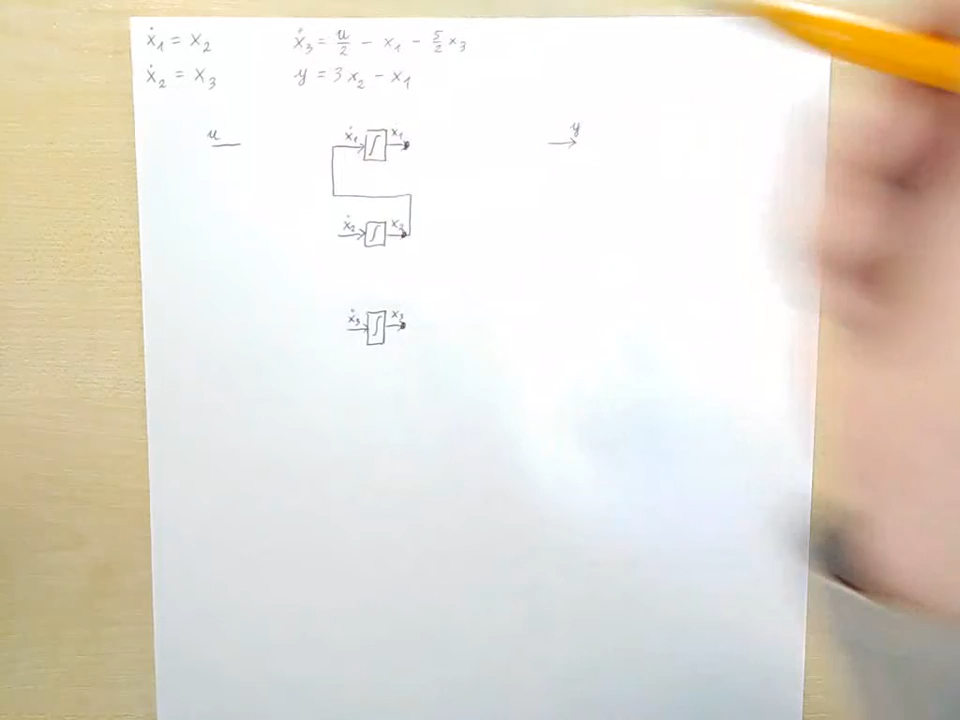 ẋ₁ = x₂ ẋ₃ = u/2 − x₁ − 5/2 x₃
ẋ₂ = x₃ y = 3x₂ − x₁
u ẋ₁ ∫ x₁ y
ẋ₂ ∫ x₂
ẋ₃ ∫ x₃